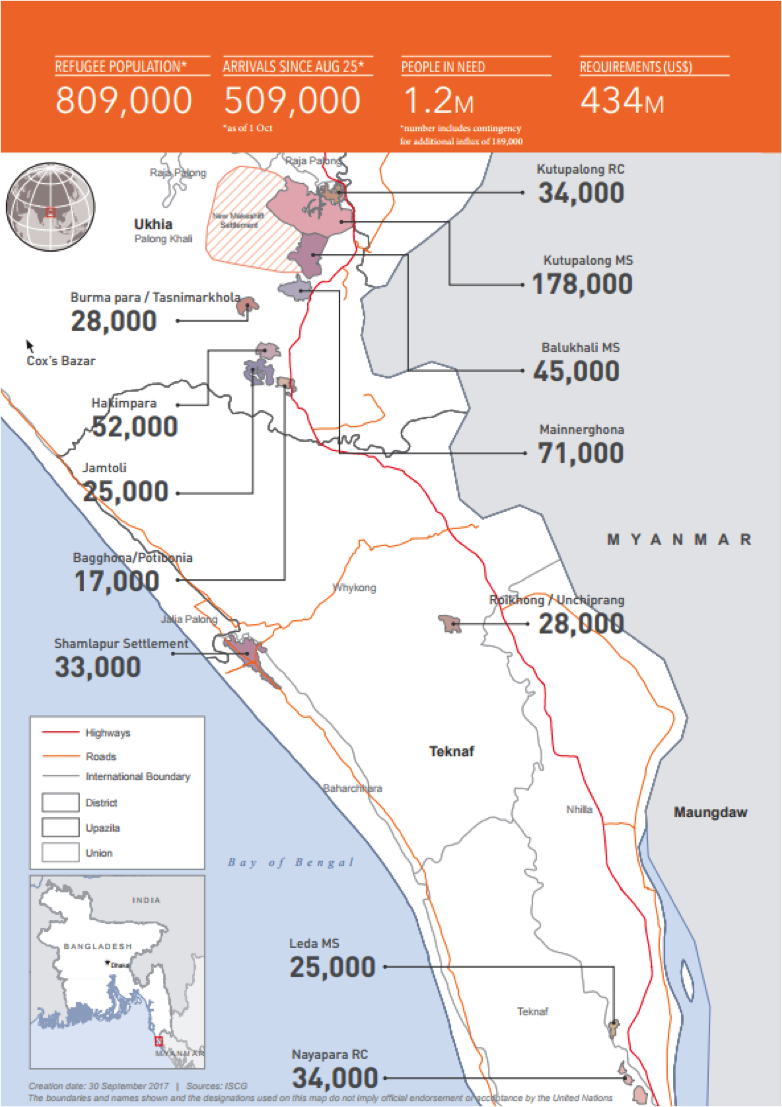 REFUGEE POPULATION*
809,000
ARRIVALS SINCE AUG 25*
509,000
*as of 1 Oct
PEOPLE IN NEED
1.2M
*number includes contingency
for additional influx of 189,000
REQUIREMENTS (US$)
434M
Raja Palong
Raja Palong
Kutupalong RC
34,000
New Makeshift
Settlement
Ukhia
Palong Khali
Kutupalong MS
178,000
Burma para / Tasnimarkhola
28,000
Balukhali MS
45,000
Cox's Bazar
Hakimpara
52,000
Mainnerghona
71,000
Jamtoli
25,000
MYANMAR
Bagghona/Potibonia
17,000
Whykong
Roikhong / Unchiprang
28,000
Jalia Palong
Shamlapur Settlement
33,000
Highways
Roads
International Boundary
District
Upazila
Union
Teknaf
Baharchhara
Nhilla
Maungdaw
Bay of Bengal
INDIA
BANGLADESH
Dhaka
MYANMAR
Leda MS
25,000
Teknaf
Nayapara RC
34,000
Creation date: 30 September 2017 | Sources: ISCG
The boundaries and names shown and the designations used on this map do not imply official endorsement or acceptance by the United Nations